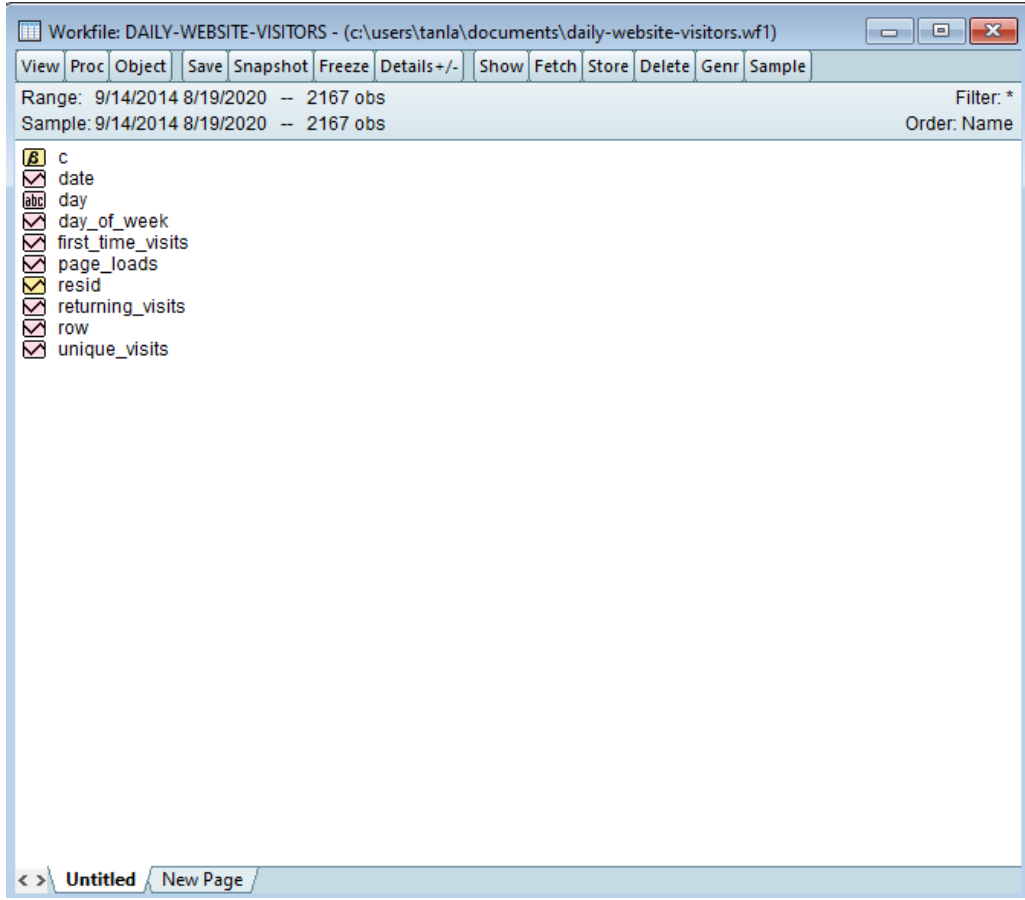 Workfile: DAILY-WEBSITE-VISITORS - (c:\users\tanla\documents\daily-website-visitors.wf1)
View Proc Object Save Snapshot Freeze Details+/- Show Fetch Store Delete Genr Sample
Range: 9/14/2014 8/19/2020 -- 2167 obs Filter: *
Sample: 9/14/2014 8/19/2020 -- 2167 obs Order: Name
β c
date
abc day
day_of_week
first_time_visits
page_loads
resid
returning_visits
row
unique_visits
< > Untitled New Page